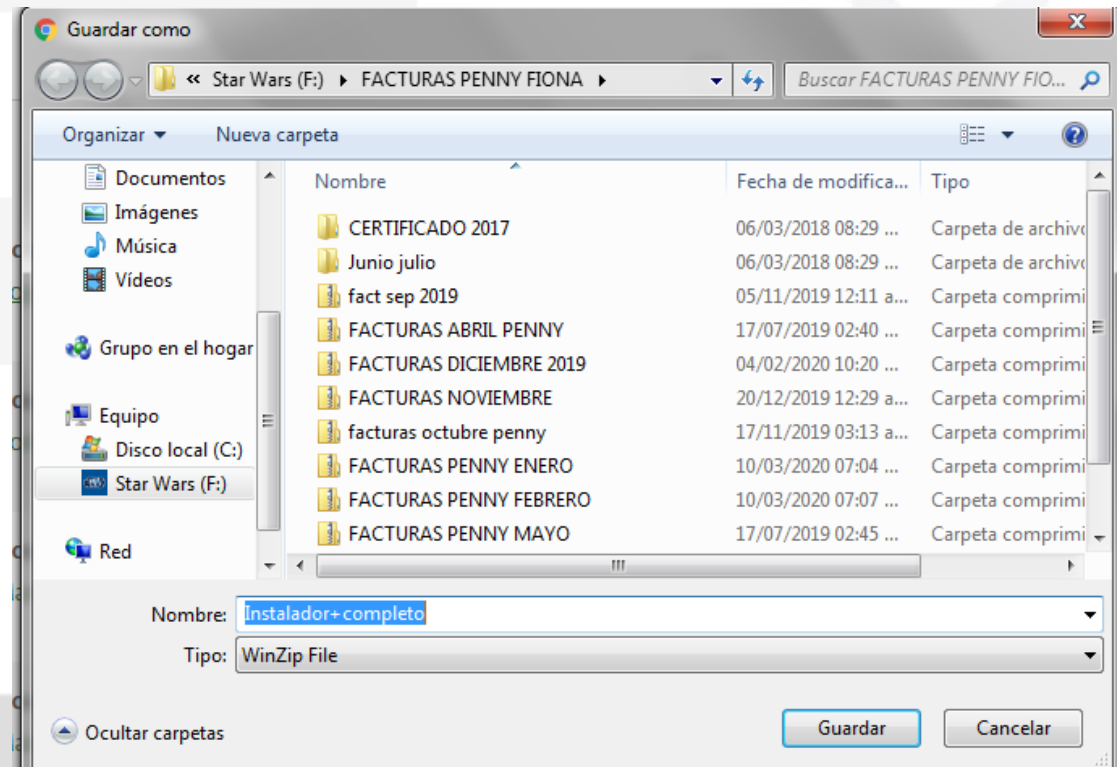 Guardar como
« Star Wars (F:) ▸ FACTURAS PENNY FIONA ▸
Buscar FACTURAS PENNY FIO...
Organizar
Nueva carpeta
Nombre Fecha de modifica... Tipo
Documentos
Imágenes
Música
Vídeos
Grupo en el hogar
Equipo
Disco local (C:)
Star Wars (F:)
Red
CERTIFICADO 2017 06/03/2018 08:29 ... Carpeta de archivo
Junio julio 06/03/2018 08:29 ... Carpeta de archivo
fact sep 2019 05/11/2019 12:11 a... Carpeta comprimi
FACTURAS ABRIL PENNY 17/07/2019 02:40 ... Carpeta comprimi
FACTURAS DICIEMBRE 2019 04/02/2020 10:20 ... Carpeta comprimi
FACTURAS NOVIEMBRE 20/12/2019 12:29 a... Carpeta comprimi
facturas octubre penny 17/11/2019 03:13 a... Carpeta comprimi
FACTURAS PENNY ENERO 10/03/2020 07:04 ... Carpeta comprimi
FACTURAS PENNY FEBRERO 10/03/2020 07:07 ... Carpeta comprimi
FACTURAS PENNY MAYO 17/07/2019 02:45 ... Carpeta comprimi
Nombre: Instalador+completo
Tipo: WinZip File
Ocultar carpetas
Guardar
Cancelar